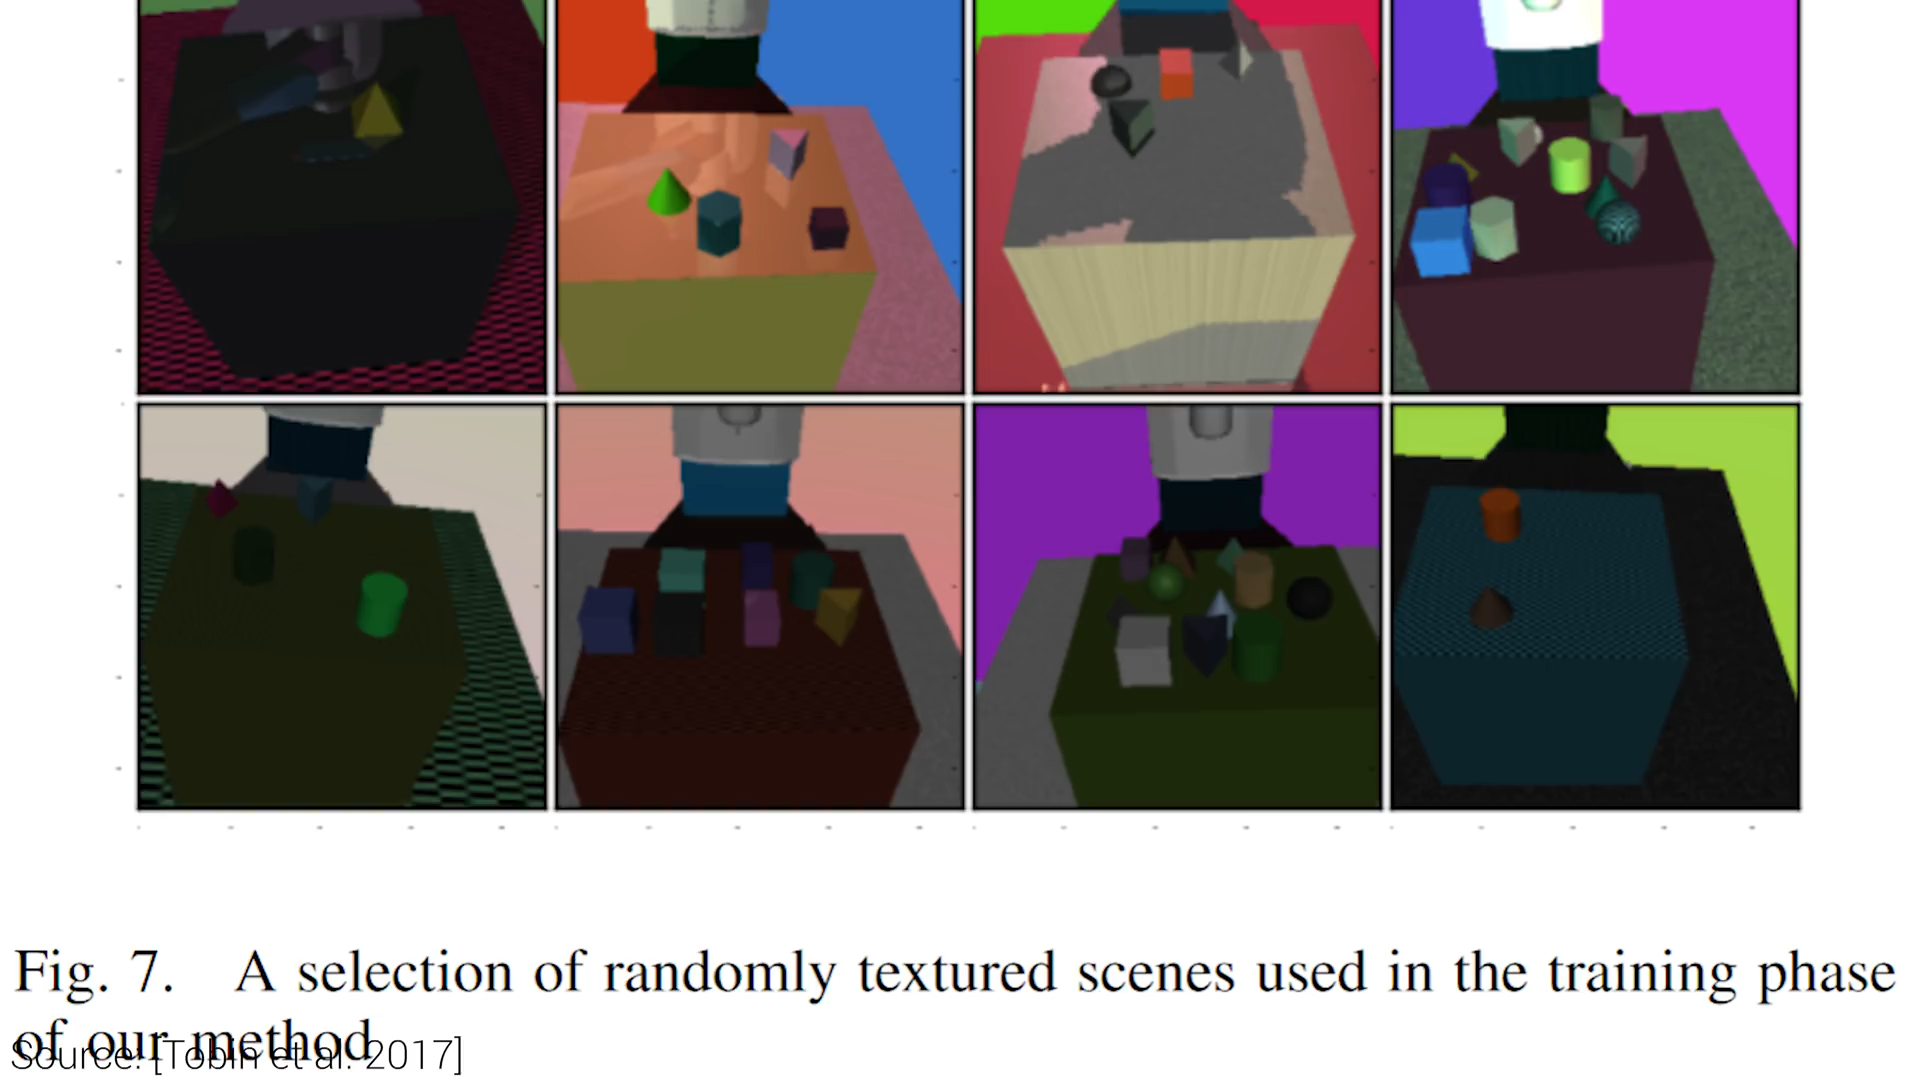 Fig. 7. A selection of randomly textured scenes used in the training phase
of our method
Source: [Tobin et al. 2017]